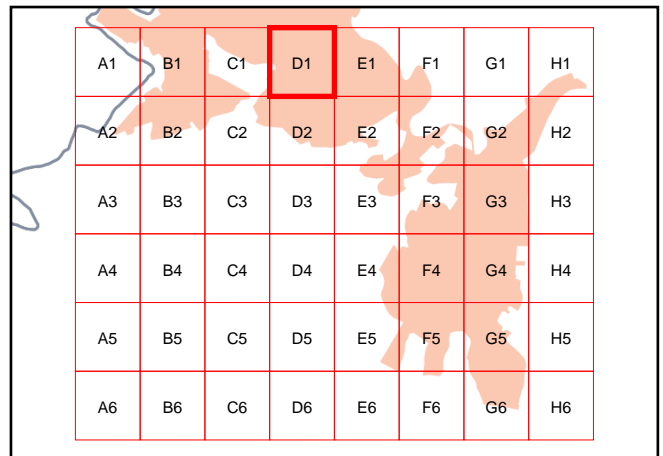 A1 B1 C1 D1 E1 F1 G1 H1
A2 B2 C2 D2 E2 F2 G2 H2
A3 B3 C3 D3 E3 F3 G3 H3
A4 B4 C4 D4 E4 F4 G4 H4
A5 B5 C5 D5 E5 F5 G5 H5
A6 B6 C6 D6 E6 F6 G6 H6